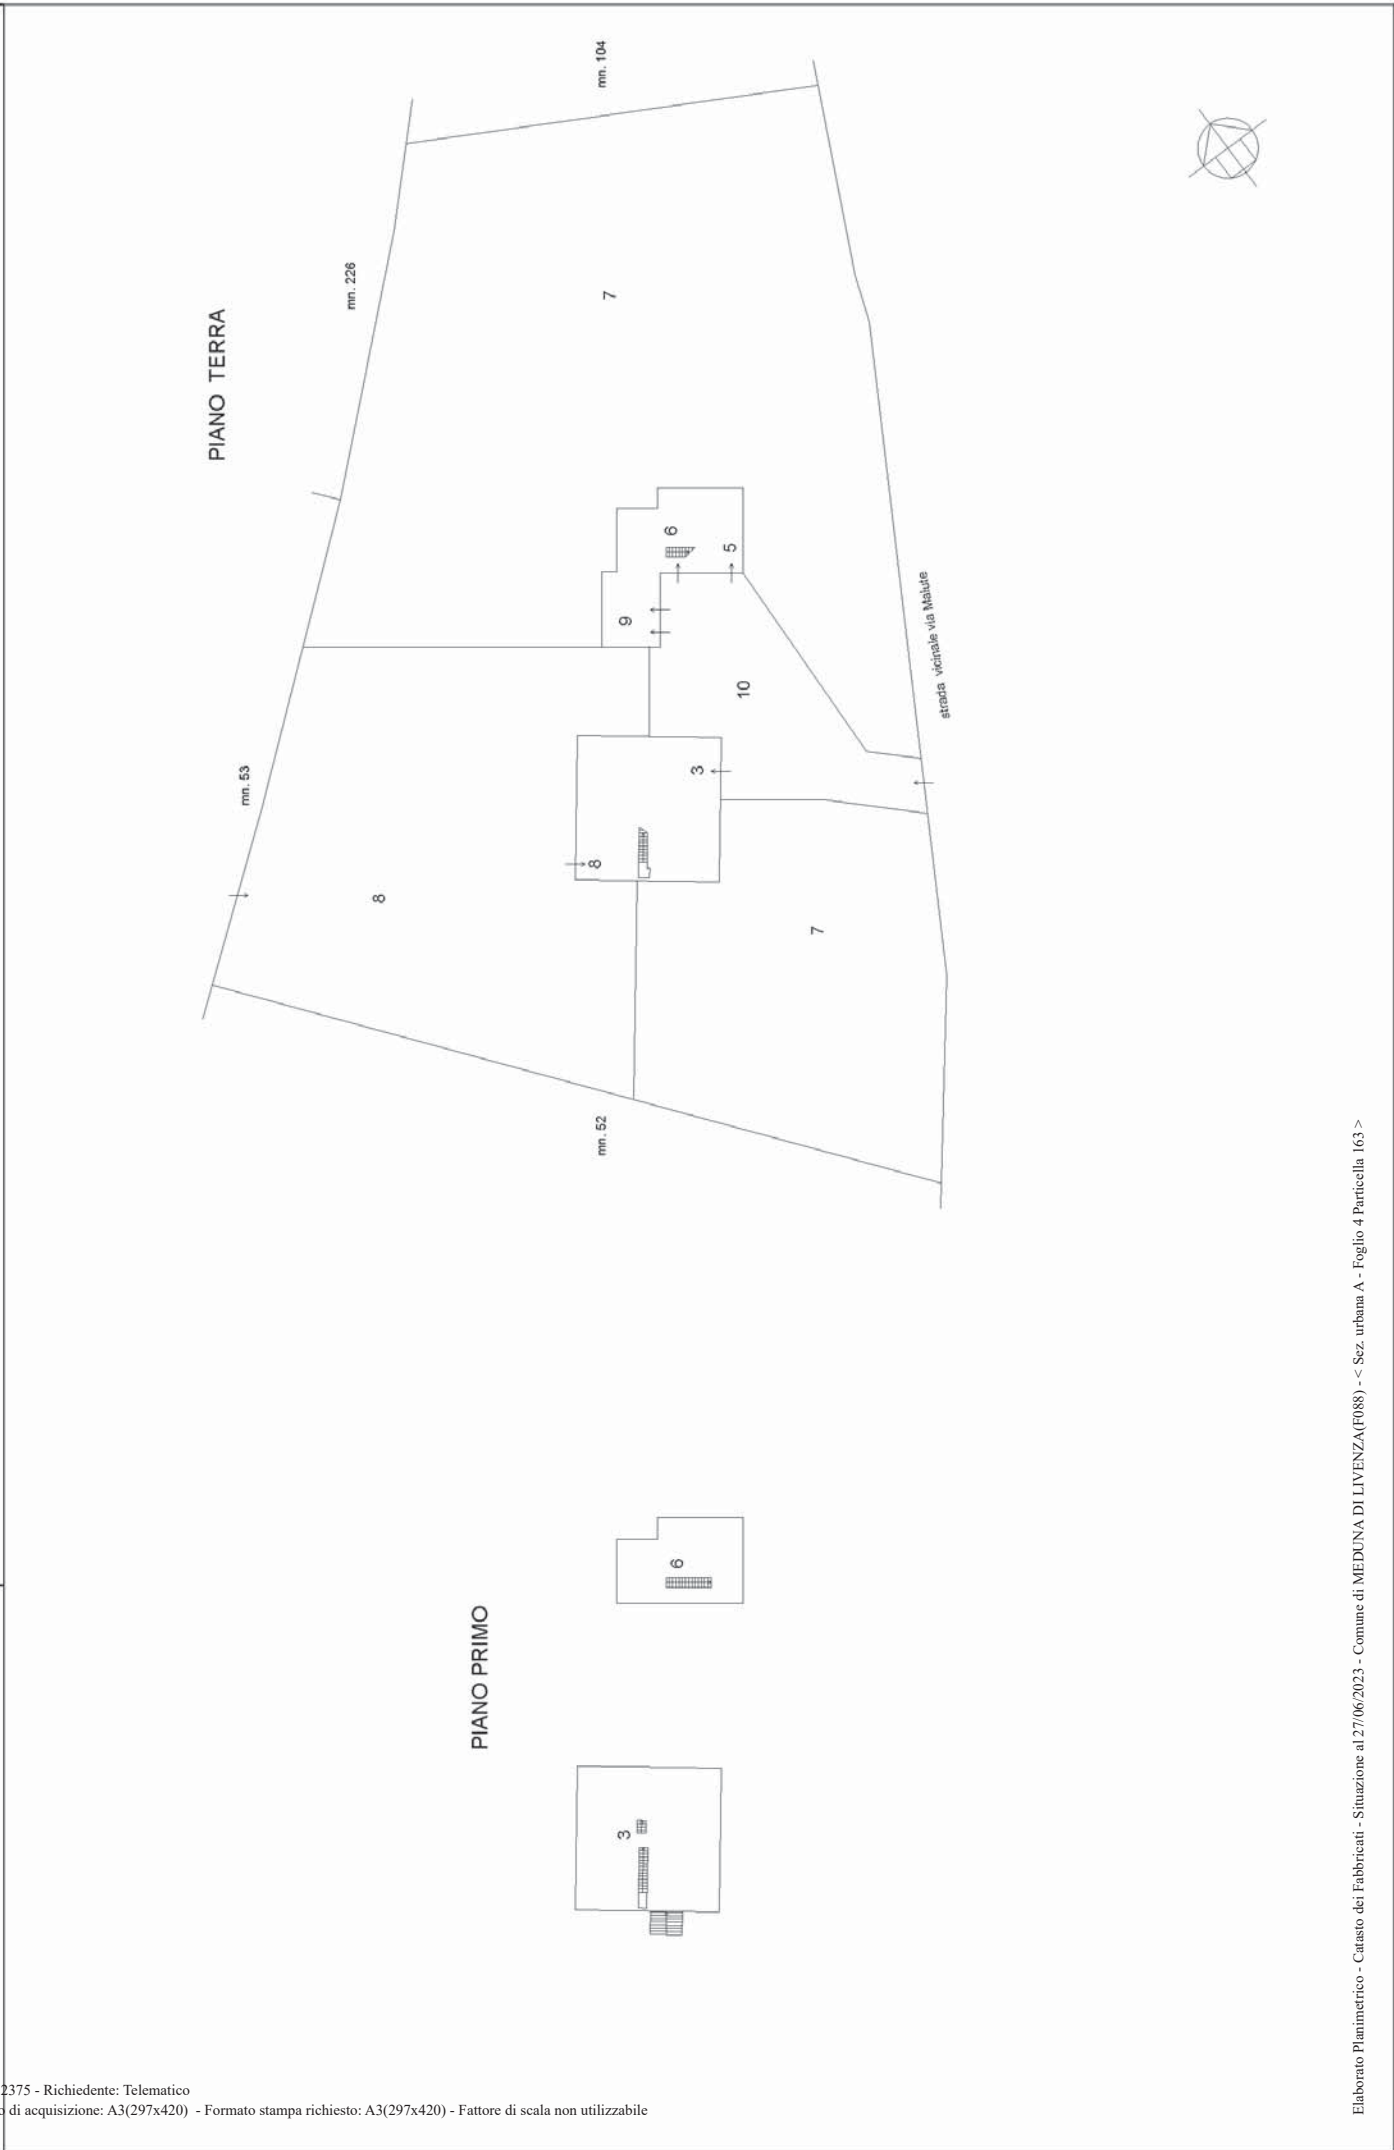 PIANO TERRA
mn. 104
mn. 226
7
6
5
9
10
strada vicinale via Malute
mn. 53
3
8
8
7
mn. 52
PIANO PRIMO
6
3
Elaborato Planimetrico - Catasto dei Fabbricati - Situazione al 27/06/2023 - Comune di MEDUNA DI LIVENZA(F088) - < Sez. urbana A - Foglio 4 Particella 163 >
2375 - Richiedente: Telematico
di acquisizione: A3(297x420) - Formato stampa richiesto: A3(297x420) - Fattore di scala non utilizzabile